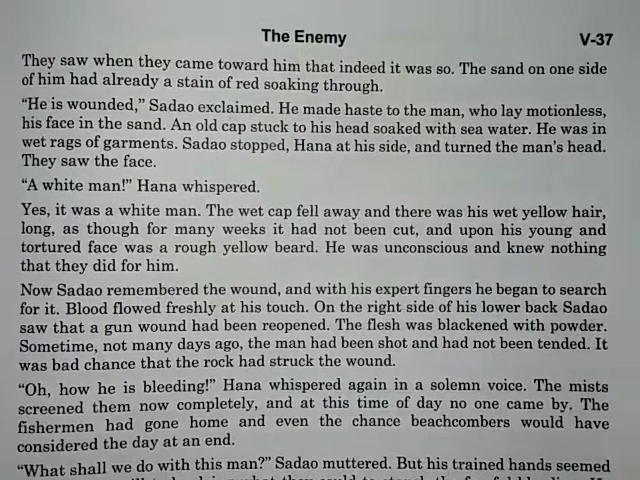 The Enemy V-37
They saw when they came toward him that indeed it was so. The sand on one side
of him had already a stain of red soaking through.
“He is wounded,” Sadao exclaimed. He made haste to the man, who lay motionless,
his face in the sand. An old cap stuck to his head soaked with sea water. He was in
wet rags of garments. Sadao stopped, Hana at his side, and turned the man’s head.
They saw the face.
“A white man!” Hana whispered.
Yes, it was a white man. The wet cap fell away and there was his wet yellow hair,
long, as though for many weeks it had not been cut, and upon his young and
tortured face was a rough yellow beard. He was unconscious and knew nothing
that they did for him.
Now Sadao remembered the wound, and with his expert fingers he began to search
for it. Blood flowed freshly at his touch. On the right side of his lower back Sadao
saw that a gun wound had been reopened. The flesh was blackened with powder.
Sometime, not many days ago, the man had been shot and had not been tended. It
was bad chance that the rock had struck the wound.
“Oh, how he is bleeding!” Hana whispered again in a solemn voice. The mists
screened them now completely, and at this time of day no one came by. The
fishermen had gone home and even the chance beachcombers would have
considered the day at an end.
“What shall we do with this man?” Sadao muttered. But his trained hands seemed